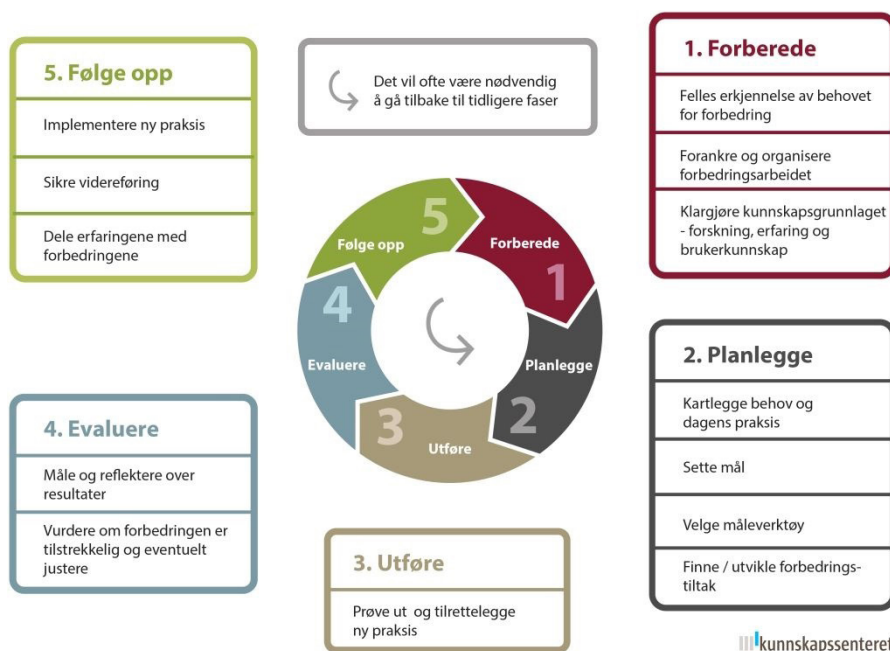 5. Følge opp
Implementere ny praksis
Sikre videreføring
Dele erfaringene med
forbedringene
Det vil ofte være nødvendig
å gå tilbake til tidligere faser
1. Forberede
Felles erkjennelse av behovet
for forbedring
Forankre og organisere
forbedringsarbeidet
Klargjøre kunnskapsgrunnlaget
- forskning, erfaring og
brukerkunnskap
5
Følge opp
Forberede
1
4
Evaluere
Planlegge
2
3
Utføre
2. Planlegge
Kartlegge behov og
dagens praksis
Sette mål
Velge måleverktøy
Finne / utvikle forbedrings-
tiltak
4. Evaluere
Måle og reflektere over
resultater
Vurdere om forbedringen er
tilstrekkelig og eventuelt
justere
3. Utføre
Prøve ut og tilrettelegge
ny praksis
kunnskapssenteret